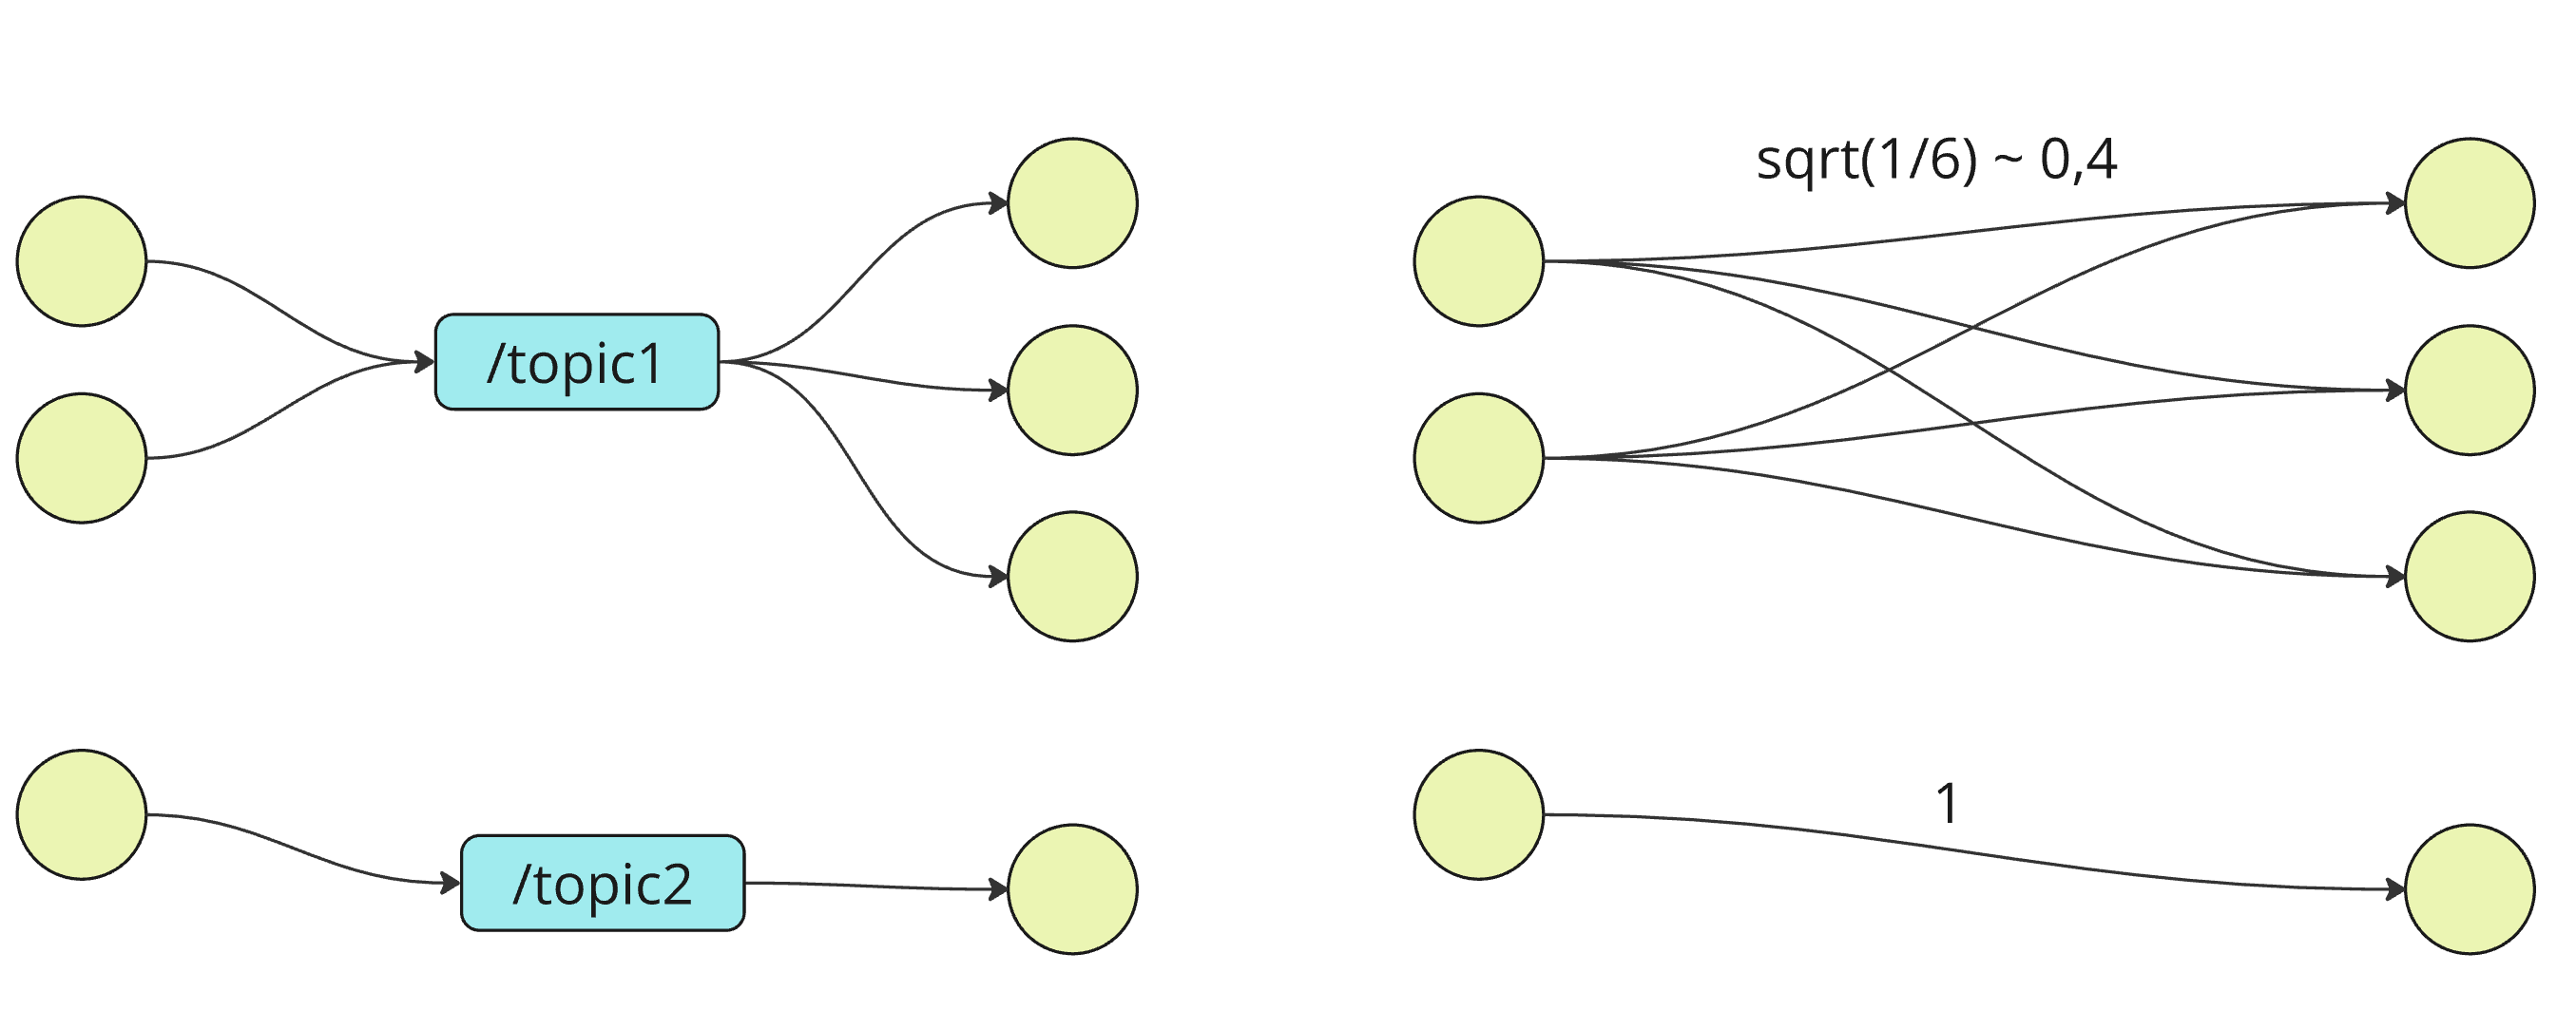 sqrt(1/6) ~ 0,4
/topic1
1
/topic2